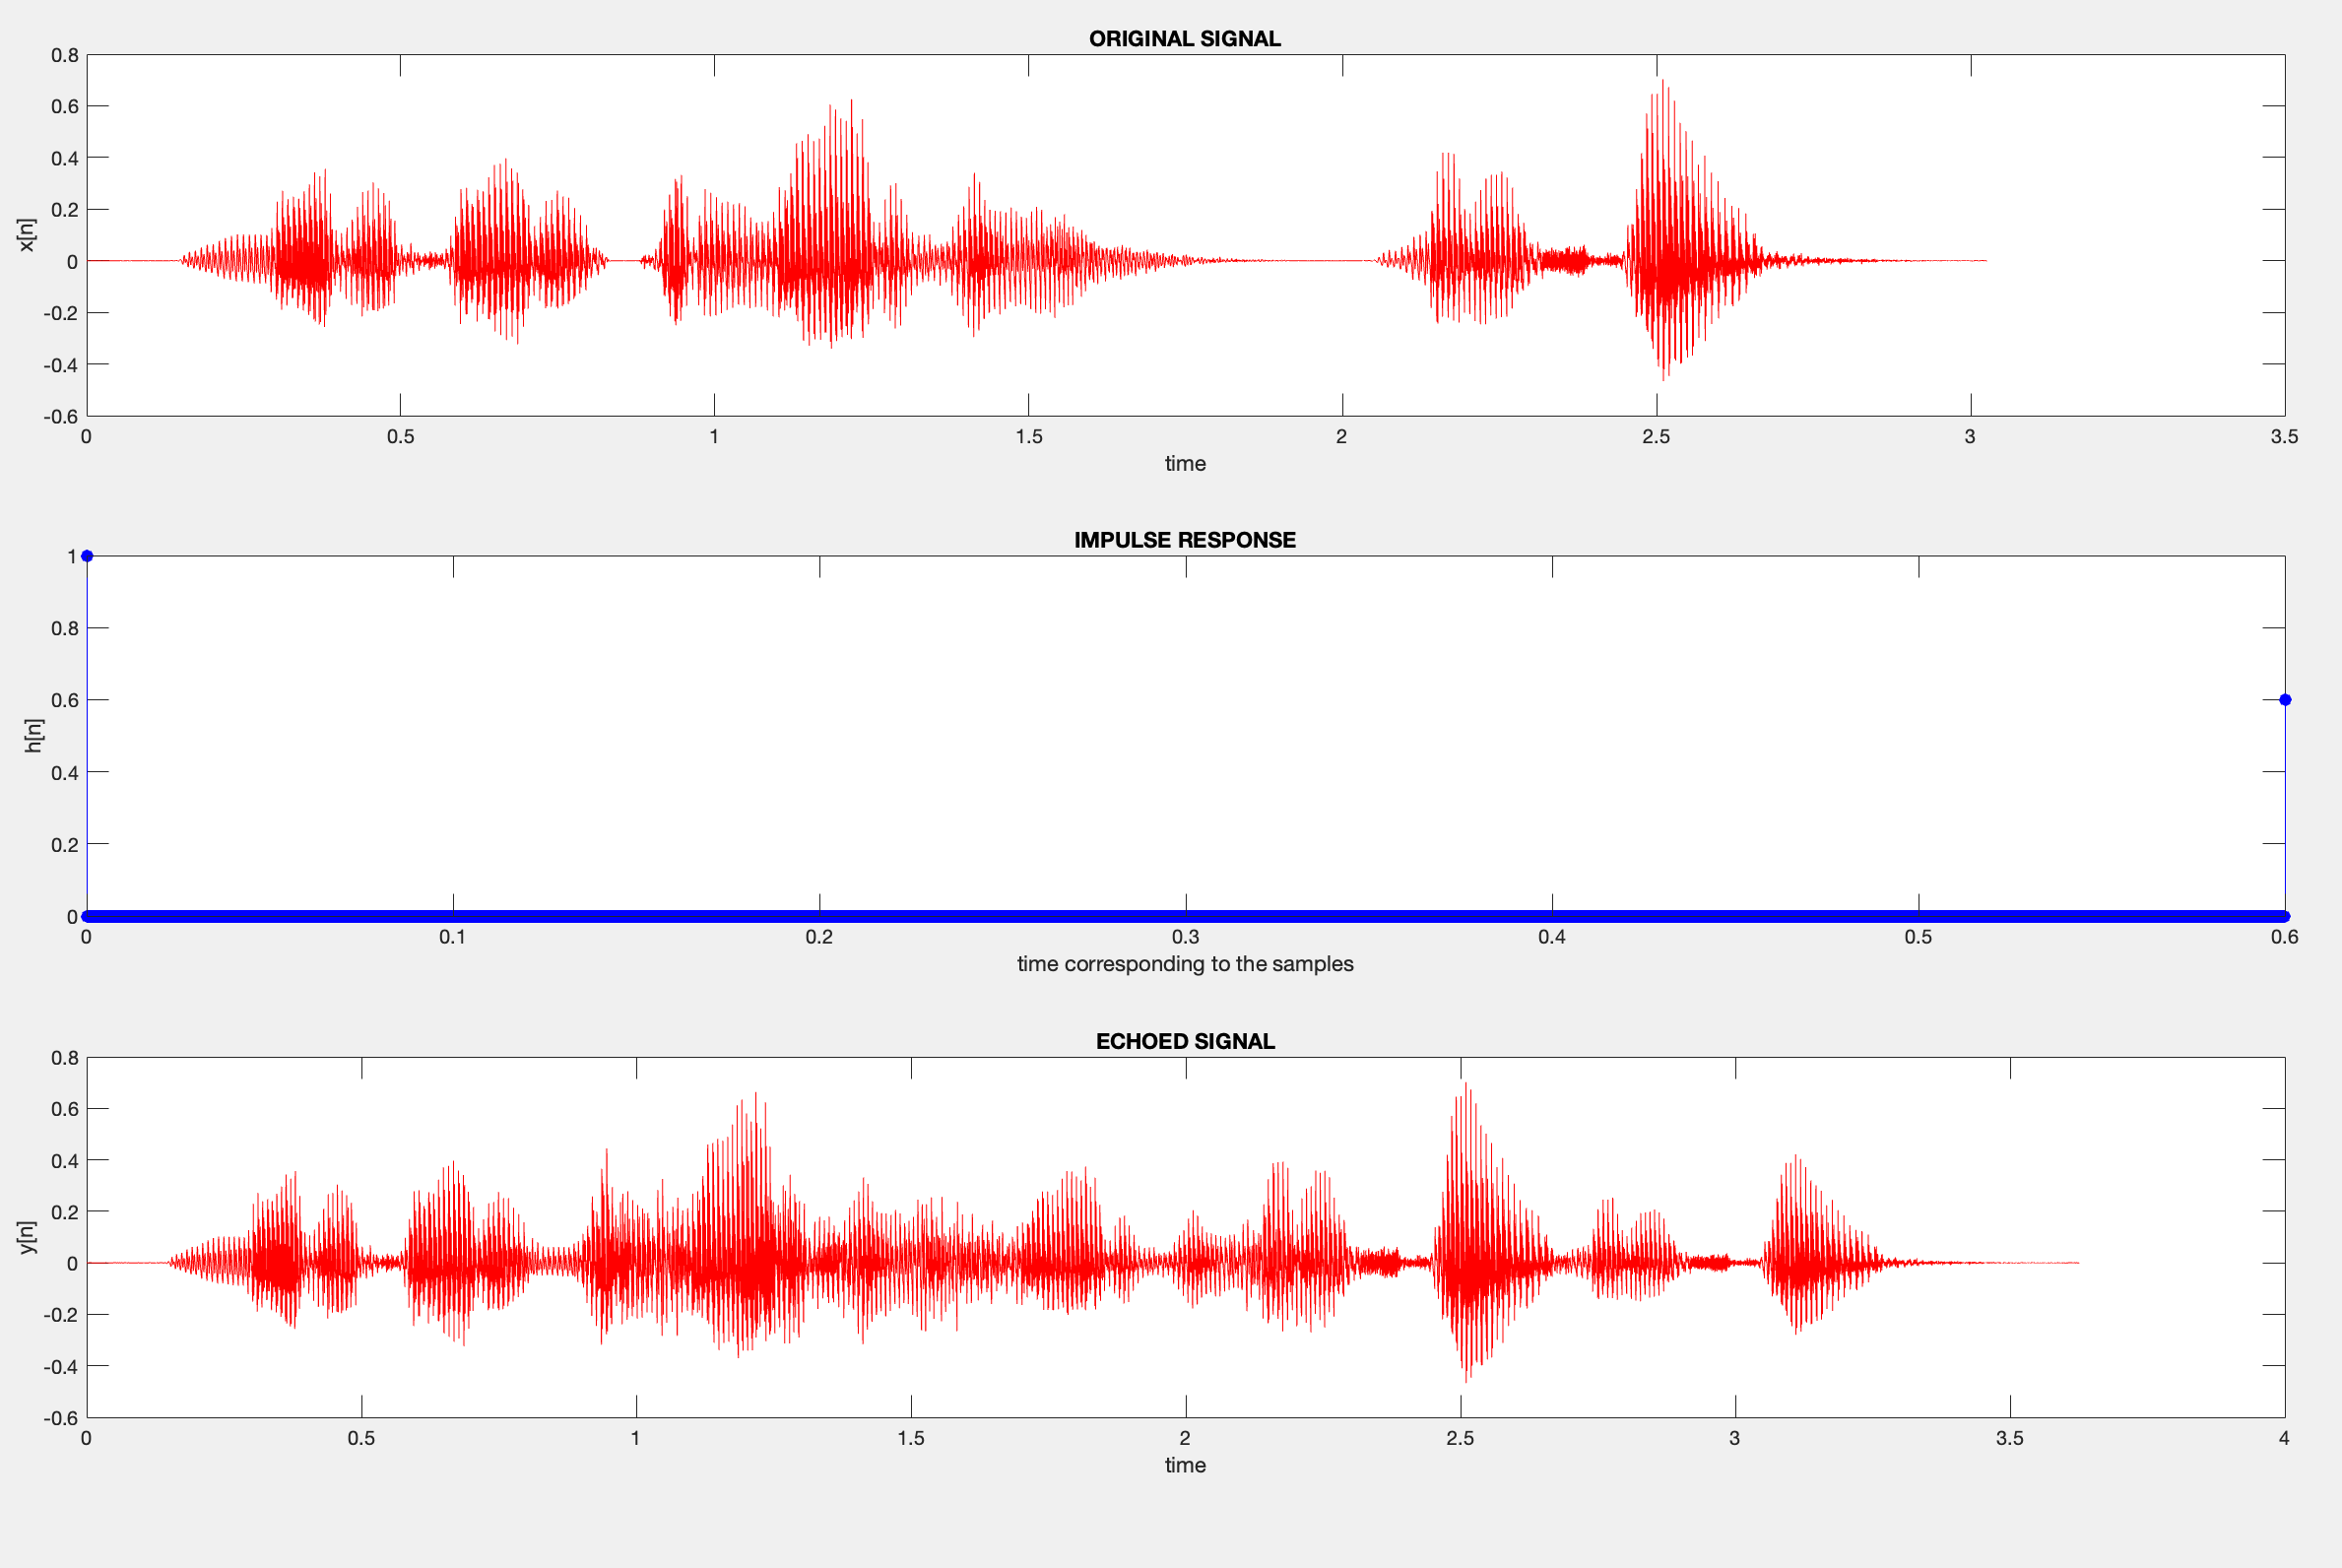 ORIGINAL SIGNAL
0.8
0.6
0.4
0.2
0
-0.2
-0.4
-0.6
x[n]
0 0.5 1 1.5 2 2.5 3 3.5
time
IMPULSE RESPONSE
1
0.8
0.6
0.4
0.2
0
h[n]
0 0.1 0.2 0.3 0.4 0.5 0.6
time corresponding to the samples
ECHOED SIGNAL
0.8
0.6
0.4
0.2
0
-0.2
-0.4
-0.6
y[n]
0 0.5 1 1.5 2 2.5 3 3.5 4
time